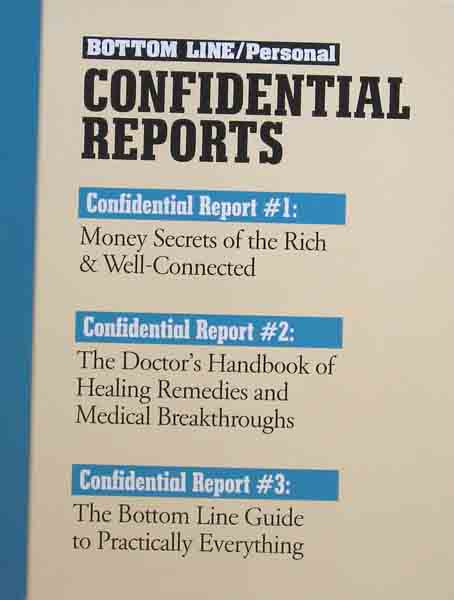 BOTTOM LINE/Personal
CONFIDENTIAL
REPORTS
Confidential Report #1:
Money Secrets of the Rich
& Well-Connected
Confidential Report #2:
The Doctor's Handbook of
Healing Remedies and
Medical Breakthroughs
Confidential Report #3:
The Bottom Line Guide
to Practically Everything